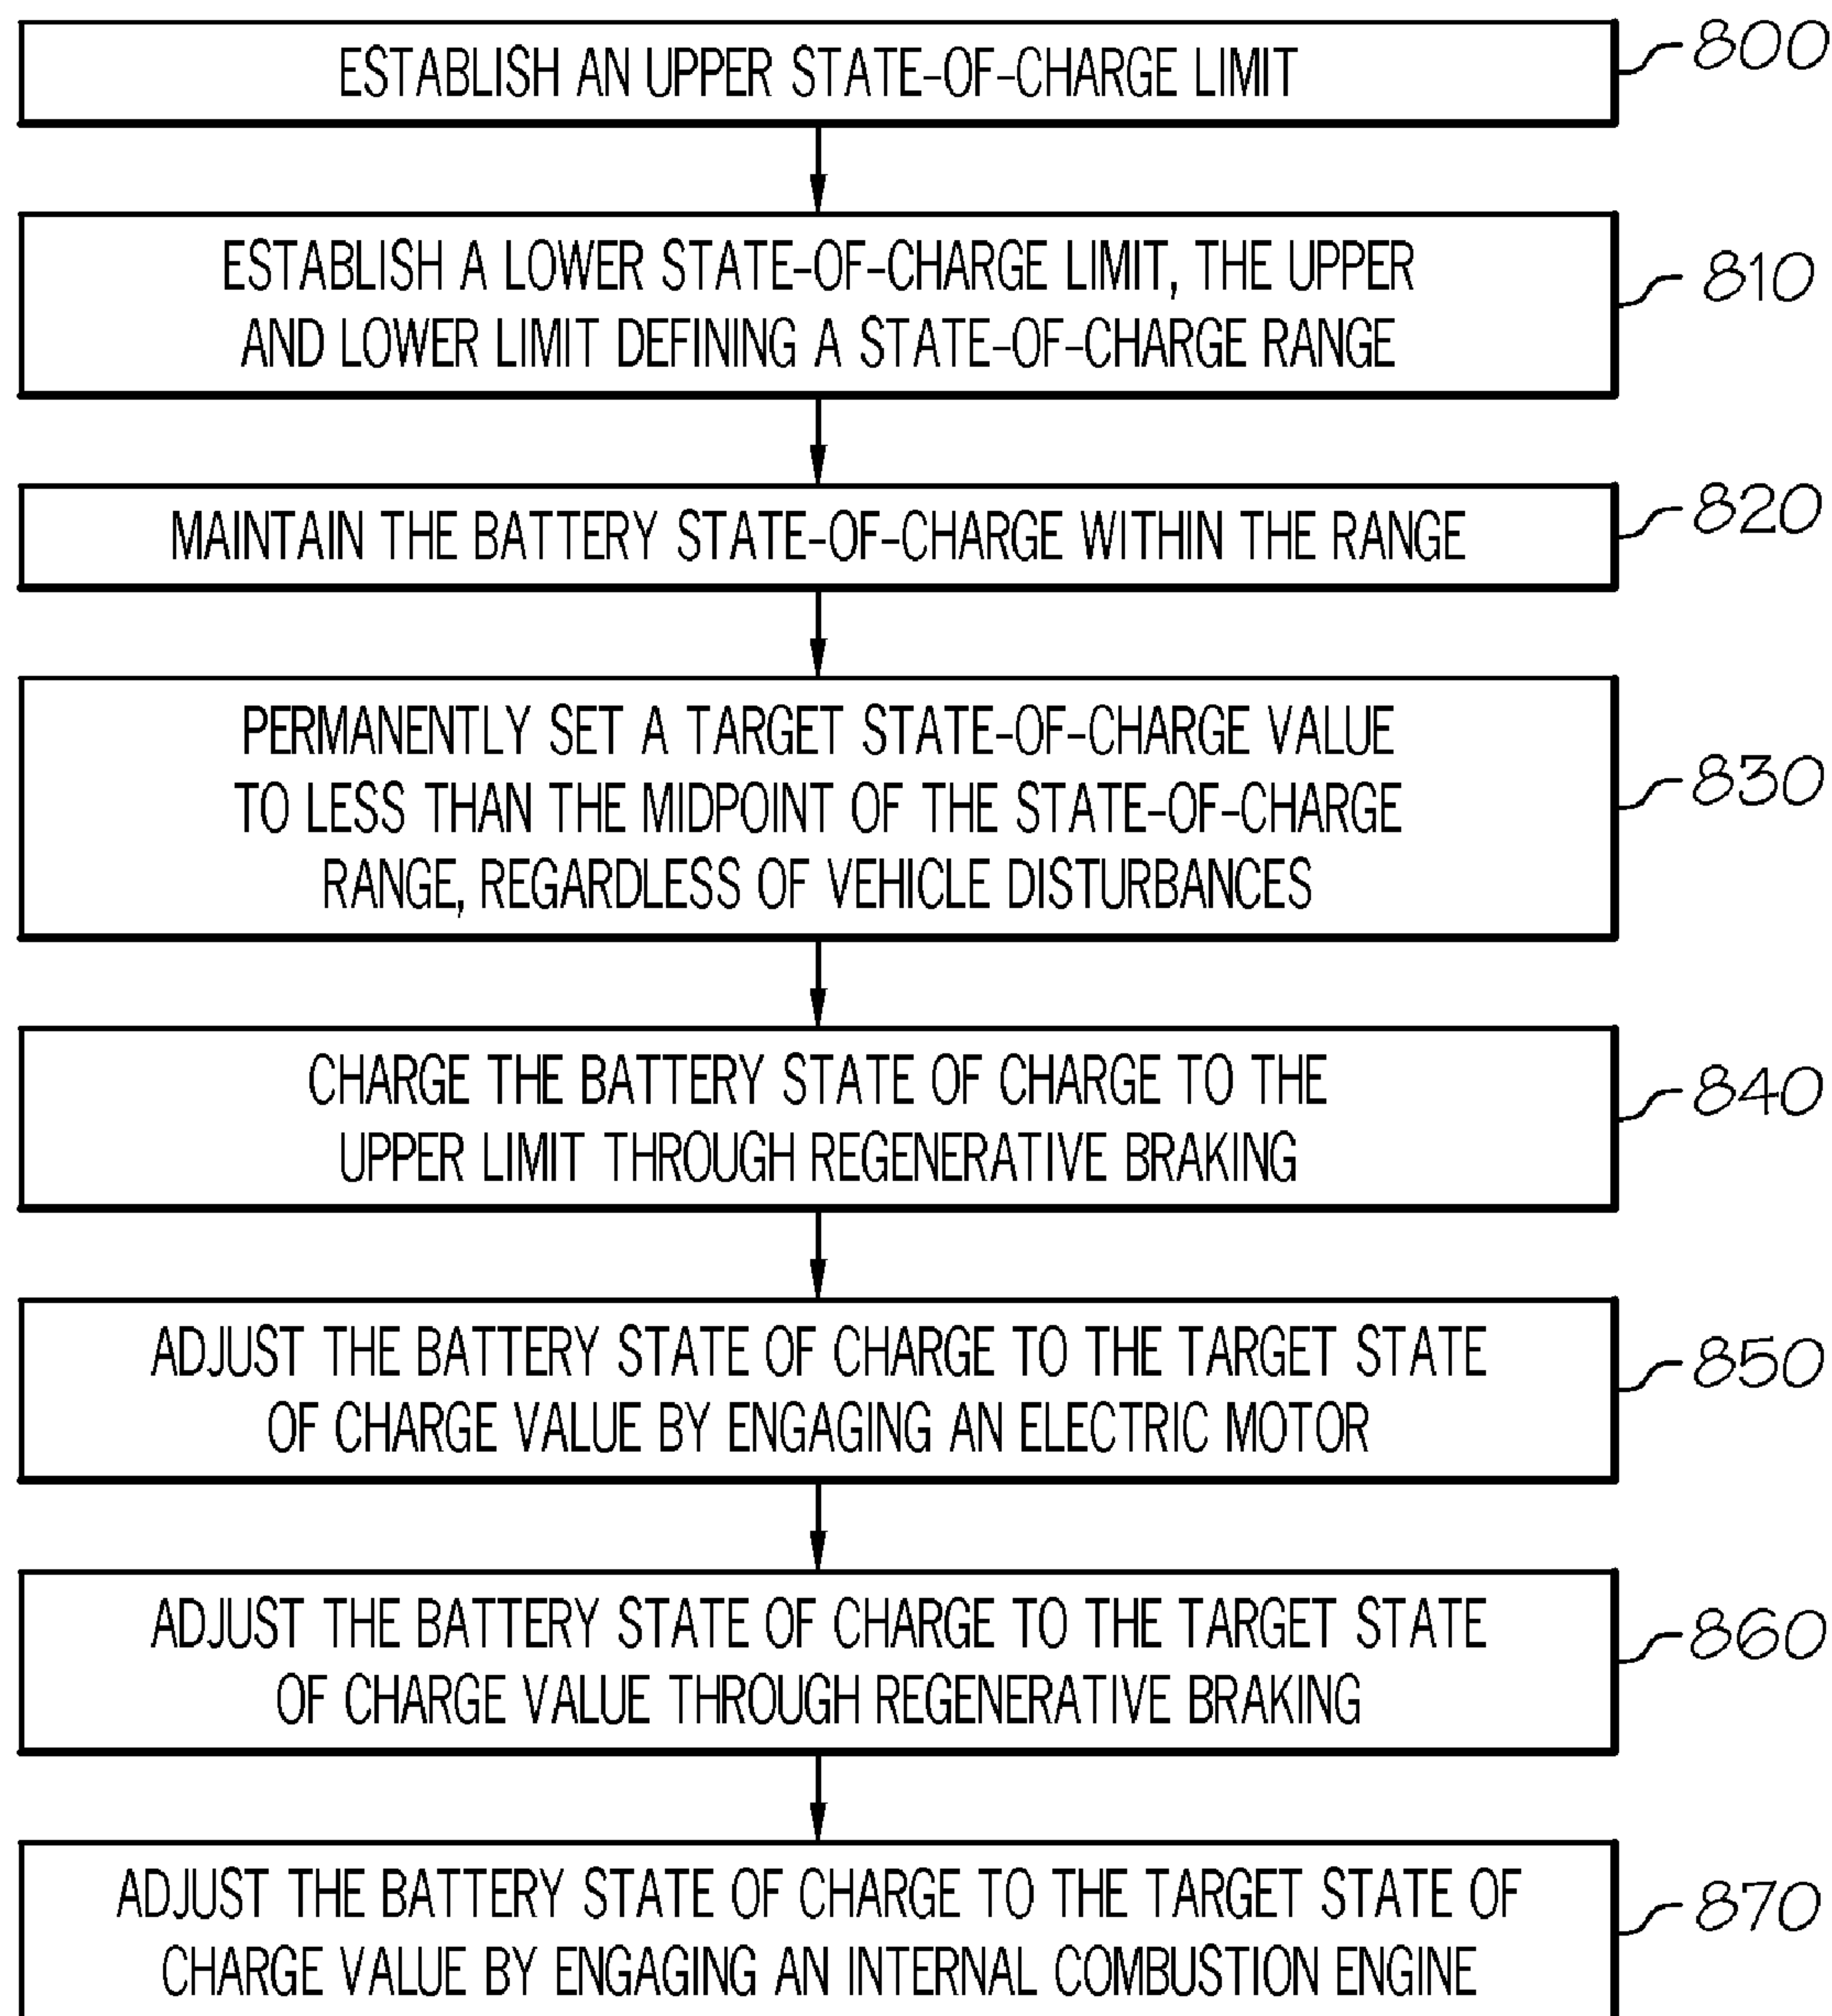 ESTABLISH AN UPPER STATE-OF-CHARGE LIMIT
800
ESTABLISH A LOWER STATE-OF-CHARGE LIMIT, THE UPPER
AND LOWER LIMIT DEFINING A STATE-OF-CHARGE RANGE
810
MAINTAIN THE BATTERY STATE-OF-CHARGE WITHIN THE RANGE
820
PERMANENTLY SET A TARGET STATE-OF-CHARGE VALUE
TO LESS THAN THE MIDPOINT OF THE STATE-OF-CHARGE
RANGE, REGARDLESS OF VEHICLE DISTURBANCES
830
CHARGE THE BATTERY STATE OF CHARGE TO THE
UPPER LIMIT THROUGH REGENERATIVE BRAKING
840
ADJUST THE BATTERY STATE OF CHARGE TO THE TARGET STATE
OF CHARGE VALUE BY ENGAGING AN ELECTRIC MOTOR
850
ADJUST THE BATTERY STATE OF CHARGE TO THE TARGET STATE
OF CHARGE VALUE THROUGH REGENERATIVE BRAKING
860
ADJUST THE BATTERY STATE OF CHARGE TO THE TARGET STATE OF
CHARGE VALUE BY ENGAGING AN INTERNAL COMBUSTION ENGINE
870